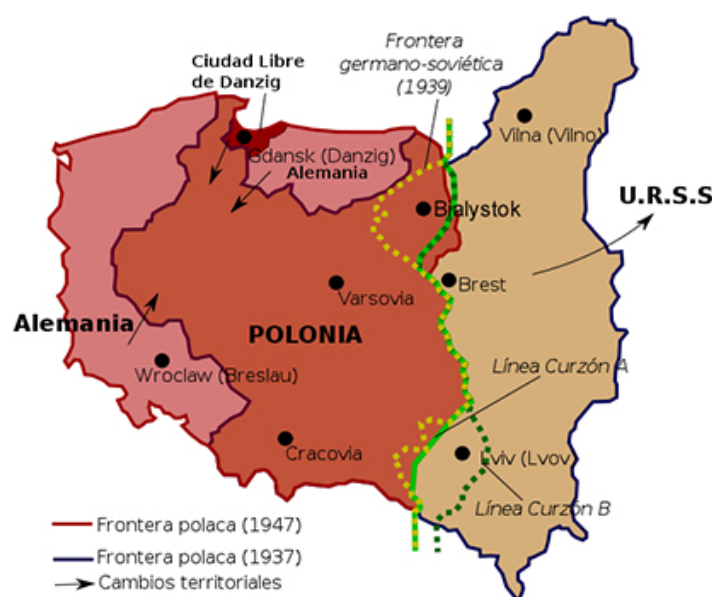 Ciudad Libre
de Danzig
Frontera
germano-soviética
(1939)
Vilna (Vilno)
Gdansk (Danzig)
Alemania
U.R.S.S
Bialystok
Brest
Varsovia
Alemania
POLONIA
Línea Curzón A
Wroclaw (Breslau)
Cracovia
Lviv (Lvov
Línea Curzón B
Frontera polaca (1947)
Frontera polaca (1937)
Cambios territoriales